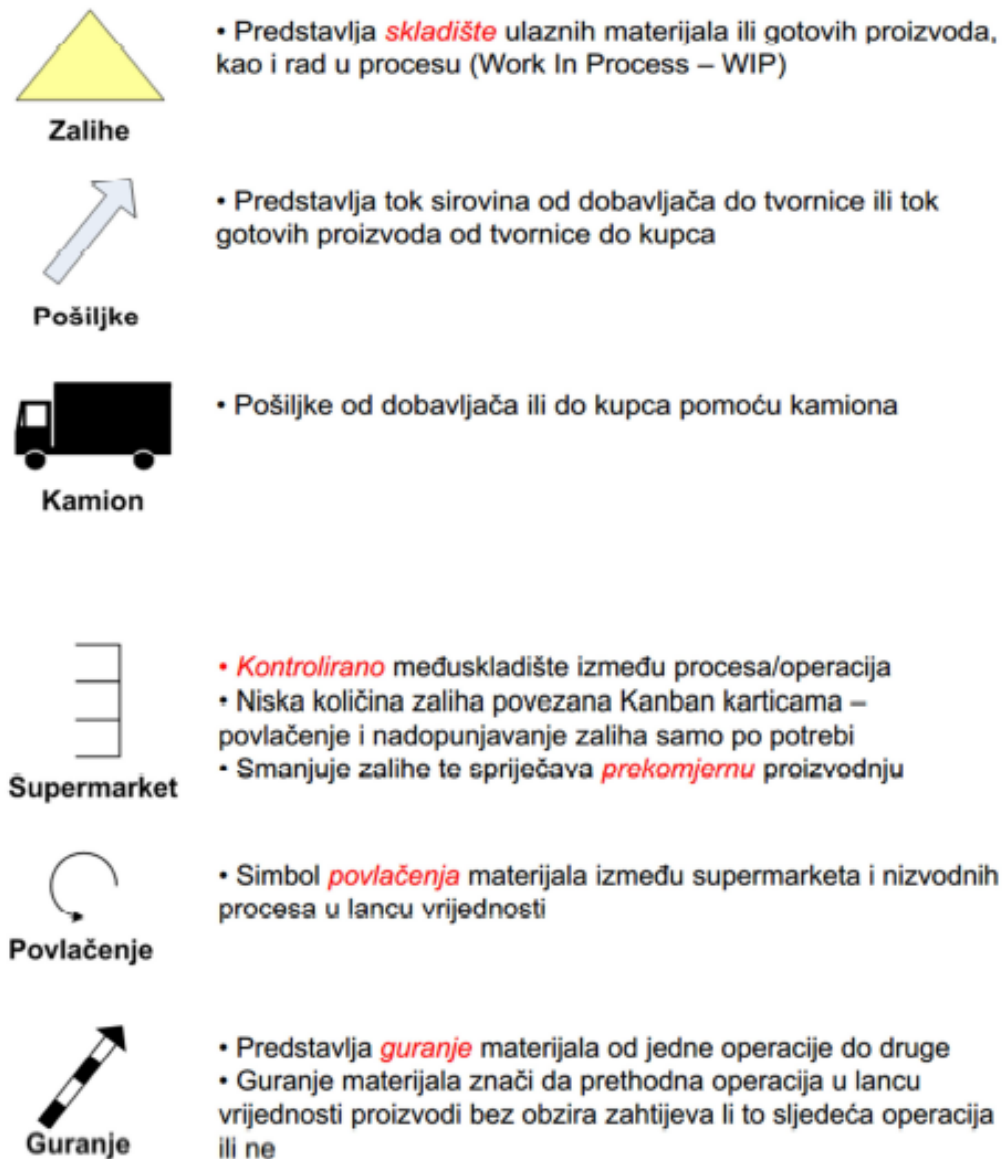 • Predstavlja skladište ulaznih materijala ili gotovih proizvoda,
kao i rad u procesu (Work In Process – WIP)
Zalihe
• Predstavlja tok sirovina od dobavljača do tvornice ili tok
gotovih proizvoda od tvornice do kupca
Pošiljke
• Pošiljke od dobavljača ili do kupca pomoću kamiona
Kamion
• Kontrolirano međuskladište između procesa/operacija
• Niska količina zaliha povezana Kanban karticama –
povlačenje i nadopunjavanje zaliha samo po potrebi
• Smanjuje zalihe te spriječava prekomjernu proizvodnju
Supermarket
• Simbol povlačenja materijala između supermarketa i nizvodnih
procesa u lancu vrijednosti
Povlačenje
• Predstavlja guranje materijala od jedne operacije do druge
• Guranje materijala znači da prethodna operacija u lancu
vrijednosti proizvodi bez obzira zahtijeva li to sljedeća operacija
ili ne
Guranje